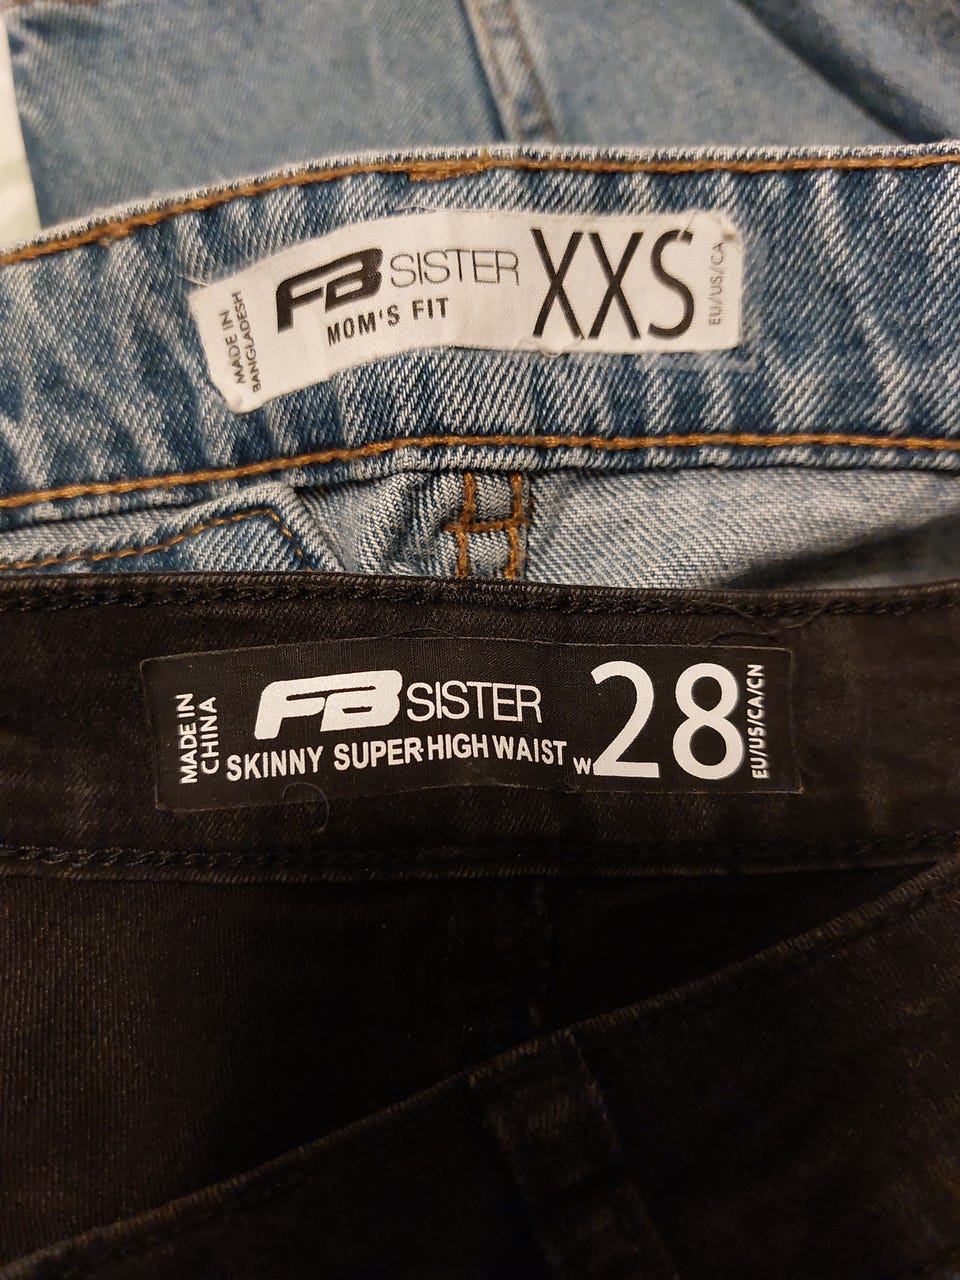 MADE IN
BANGLADESH
FB SISTER
MOM'S FIT
XXS
EU/US/CA
MADE IN
CHINA
FB SISTER
SKINNY SUPER-HIGH WAIST
W28
EU/US/CA/CN